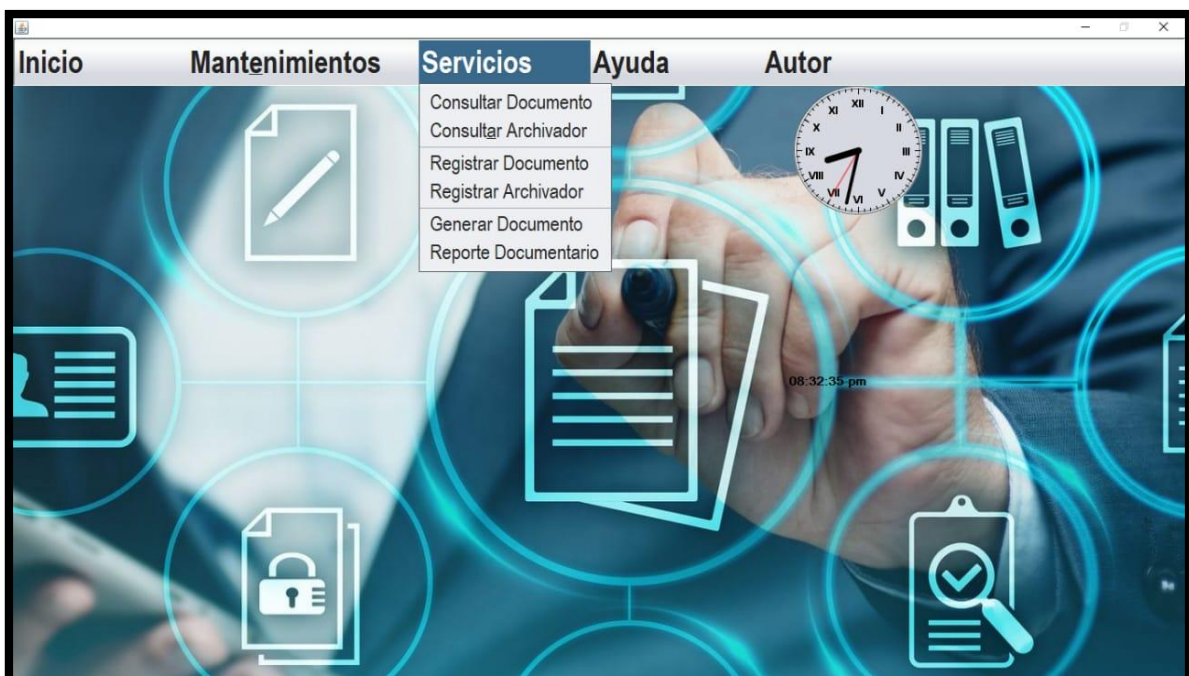 Inicio Mantenimientos Servicios Ayuda Autor
Consultar Documento
Consultar Archivador
Registrar Documento
Registrar Archivador
Generar Documento
Reporte Documentario
XII
I
II
III
IV
V
VI
VII
VIII
IX
X
XI
08:32:35 pm